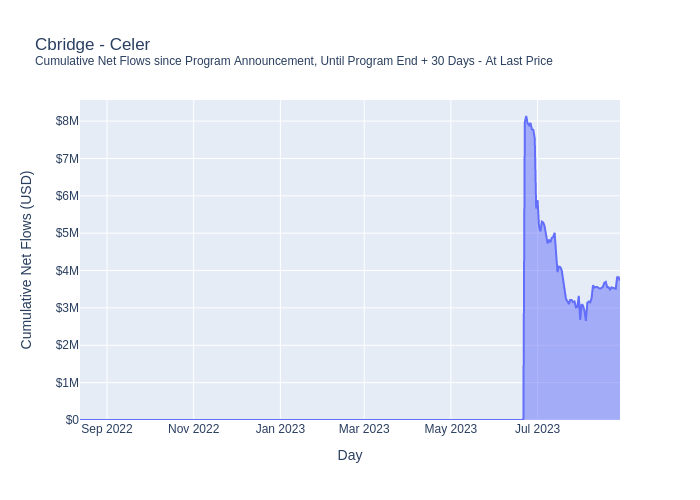 Cbridge - Celer
Cumulative Net Flows since Program Announcement, Until Program End + 30 Days - At Last Price
Cumulative Net Flows (USD)
$8M
$7M
$6M
$5M
$4M
$3M
$2M
$1M
$0
Sep 2022 Nov 2022 Jan 2023 Mar 2023 May 2023 Jul 2023
Day